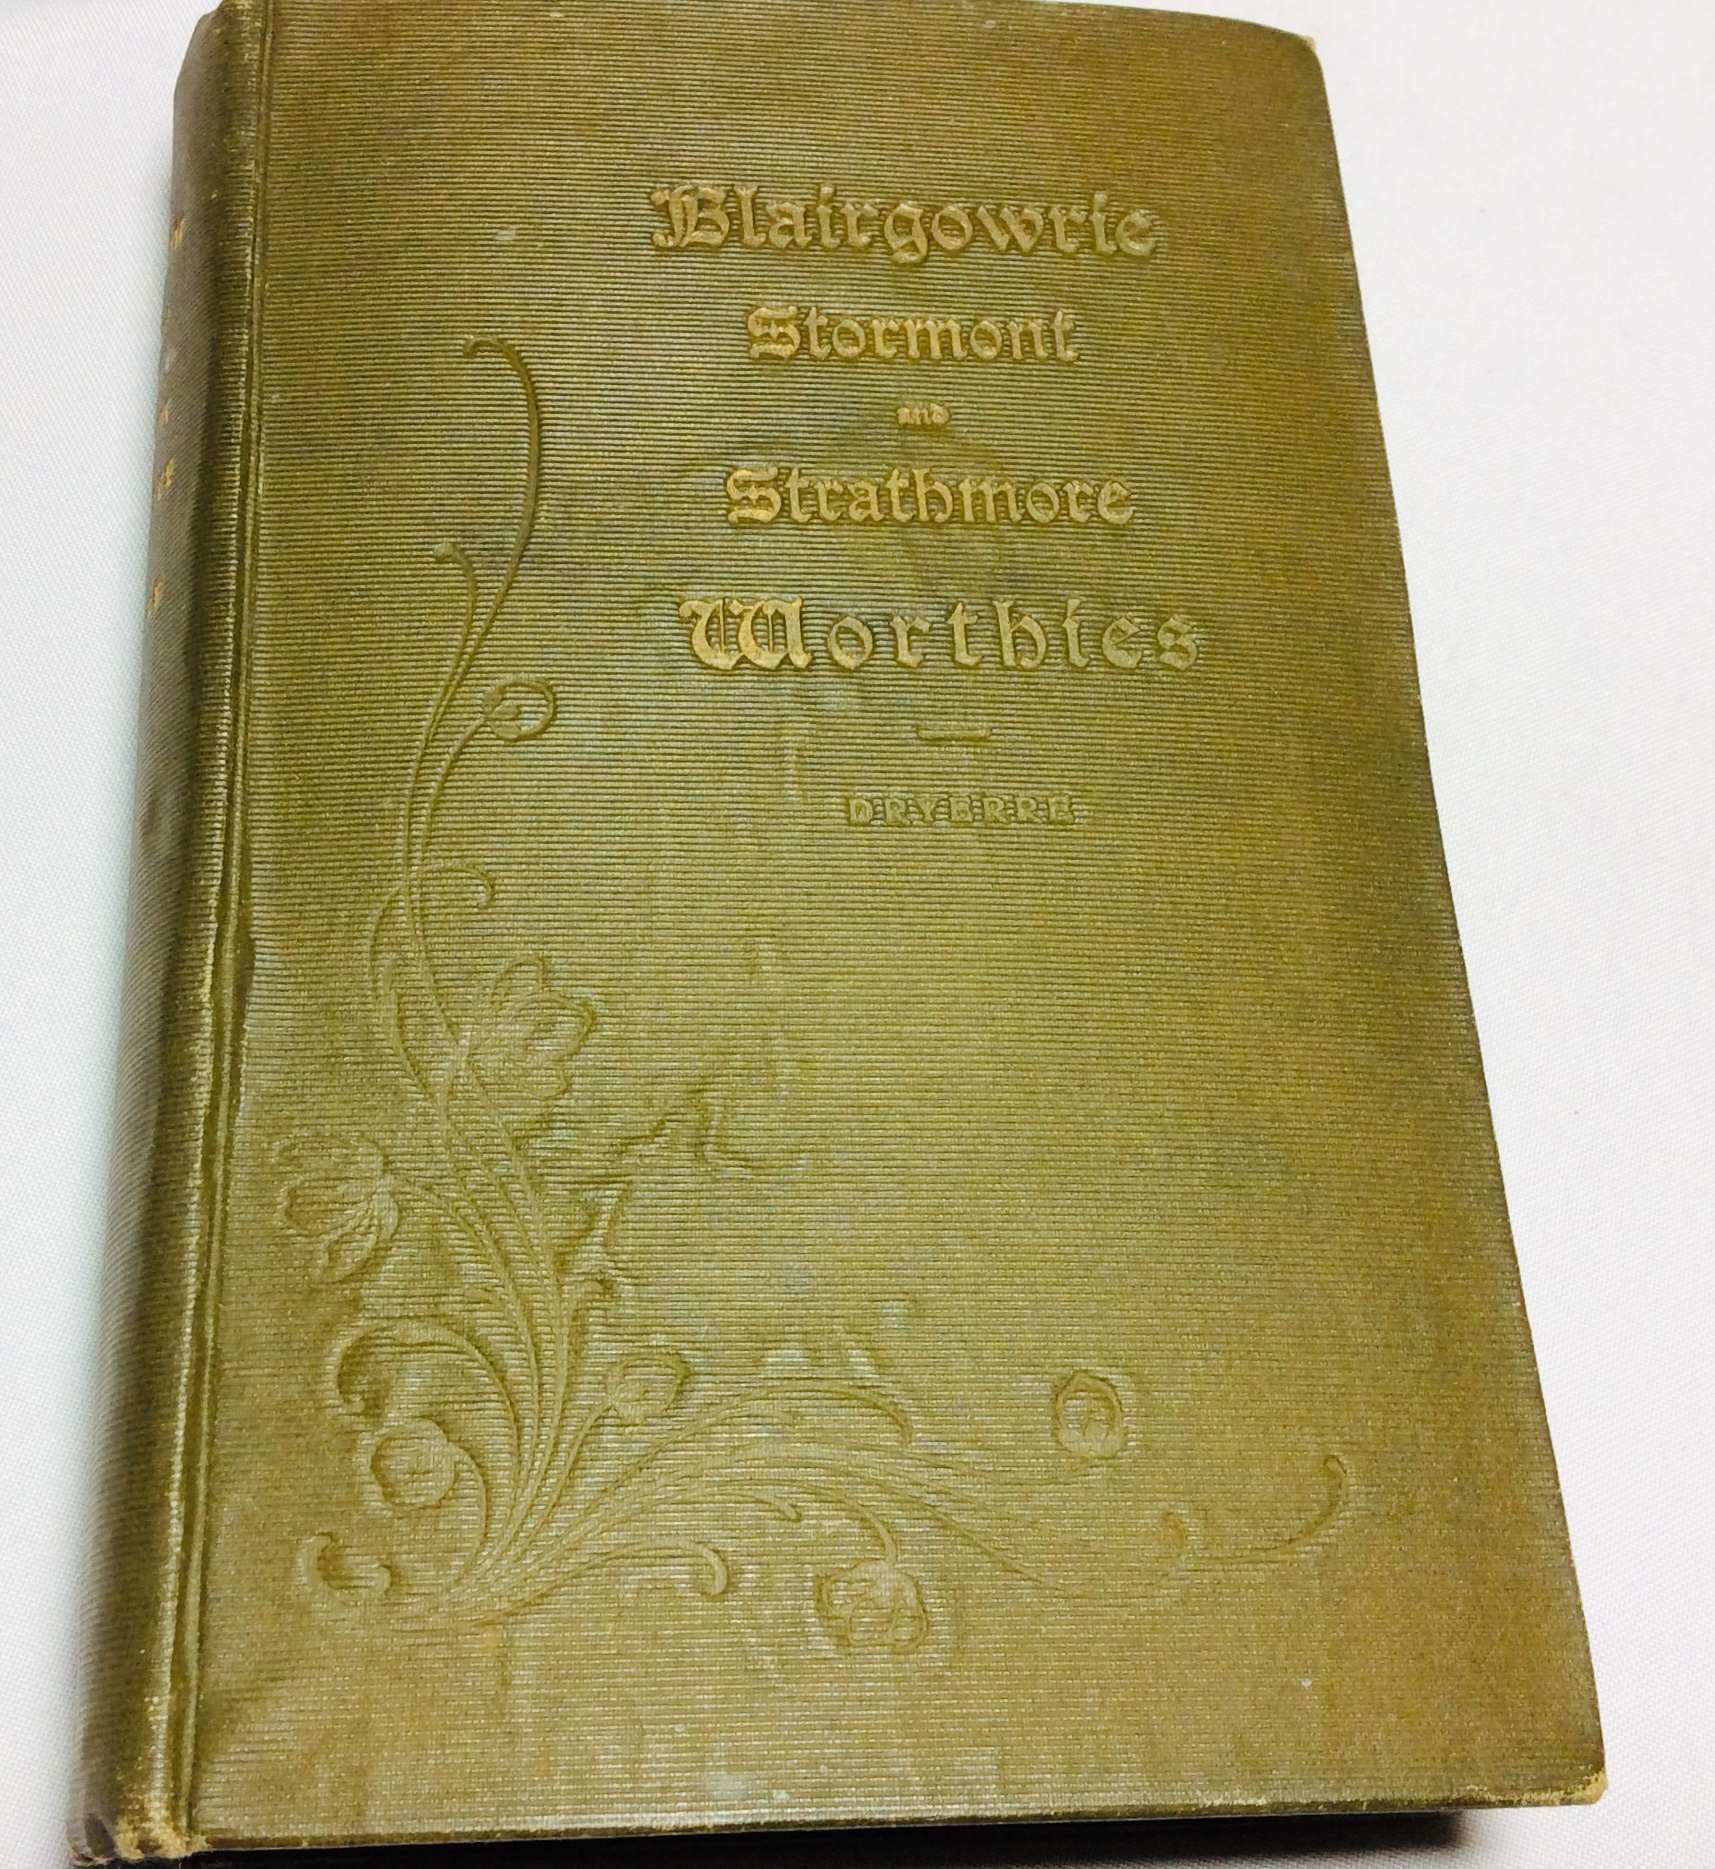 Blairgowrie
Stormont
and
Strathmore
Worthies
DRYERRE